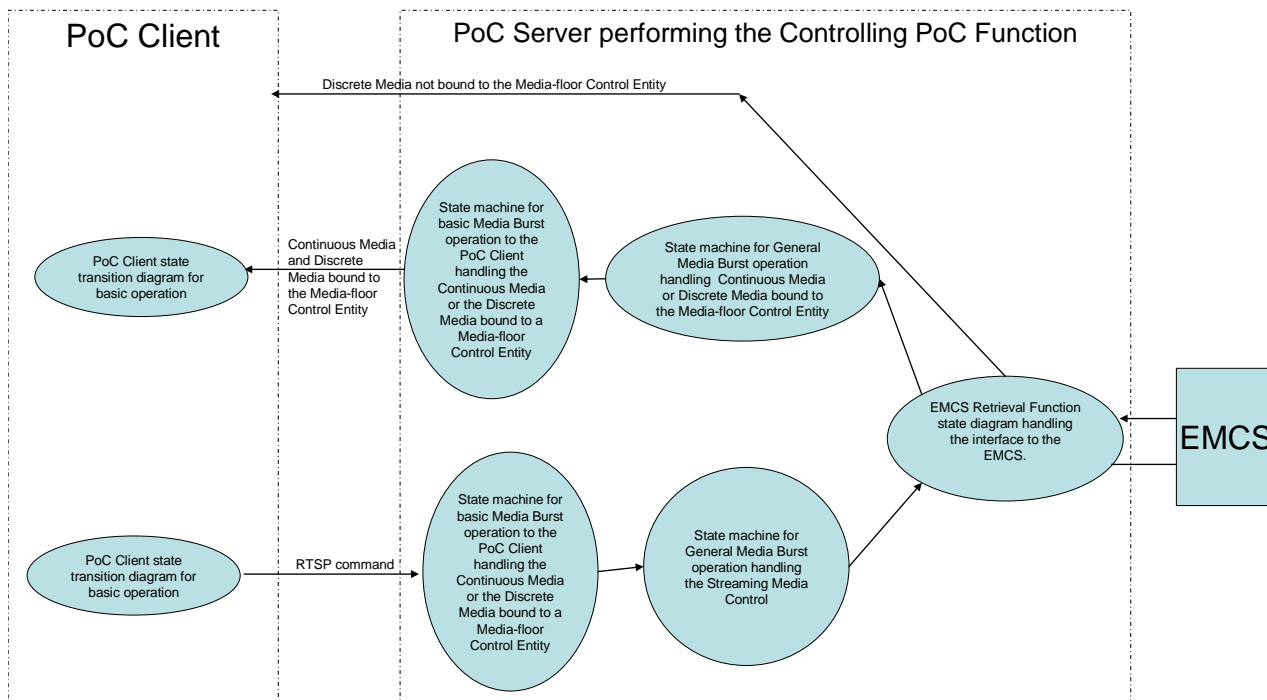 PoC Client
PoC Server performing the Controlling PoC Function
Discrete Media not bound to the Media-floor Control Entity
PoC Client state
transition diagram for
basic operation
Continuous Media
and Discrete
Media bound to
the Media-floor
Control Entity
State machine for
basic Media Burst
operation to the
PoC Client
handling the
Continuous Media
or the Discrete
Media bound to a
Media-floor
Control Entity
State machine for General
Media Burst operation
handling Continuous Media
or Discrete Media bound to
the Media-floor Control Entity
EMCS Retrieval Function
state diagram handling
the interface to the
EMCS.
EMCS
PoC Client state
transition diagram for
basic operation
RTSP command
State machine for
basic Media Burst
operation to the
PoC Client
handling the
Continuous Media
or the Discrete
Media bound to a
Media-floor
Control Entity
State machine for
General Media Burst
operation handling
the Streaming Media
Control